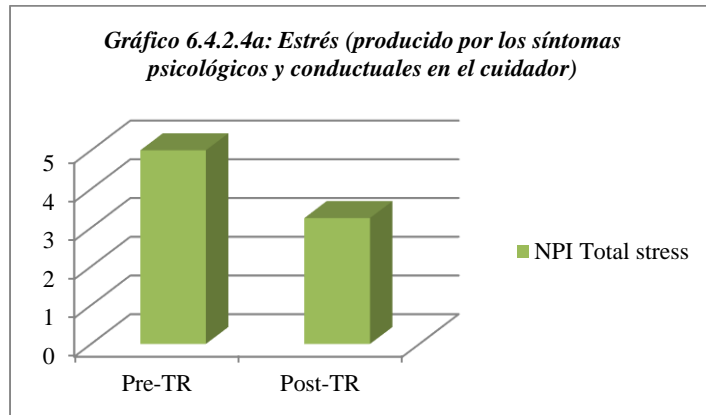 Gráfico 6.4.2.4a: Estrés (producido por los síntomas
psicológicos y conductuales en el cuidador)
5
4
3
2
1
0
Pre-TR Post-TR
NPI Total stress